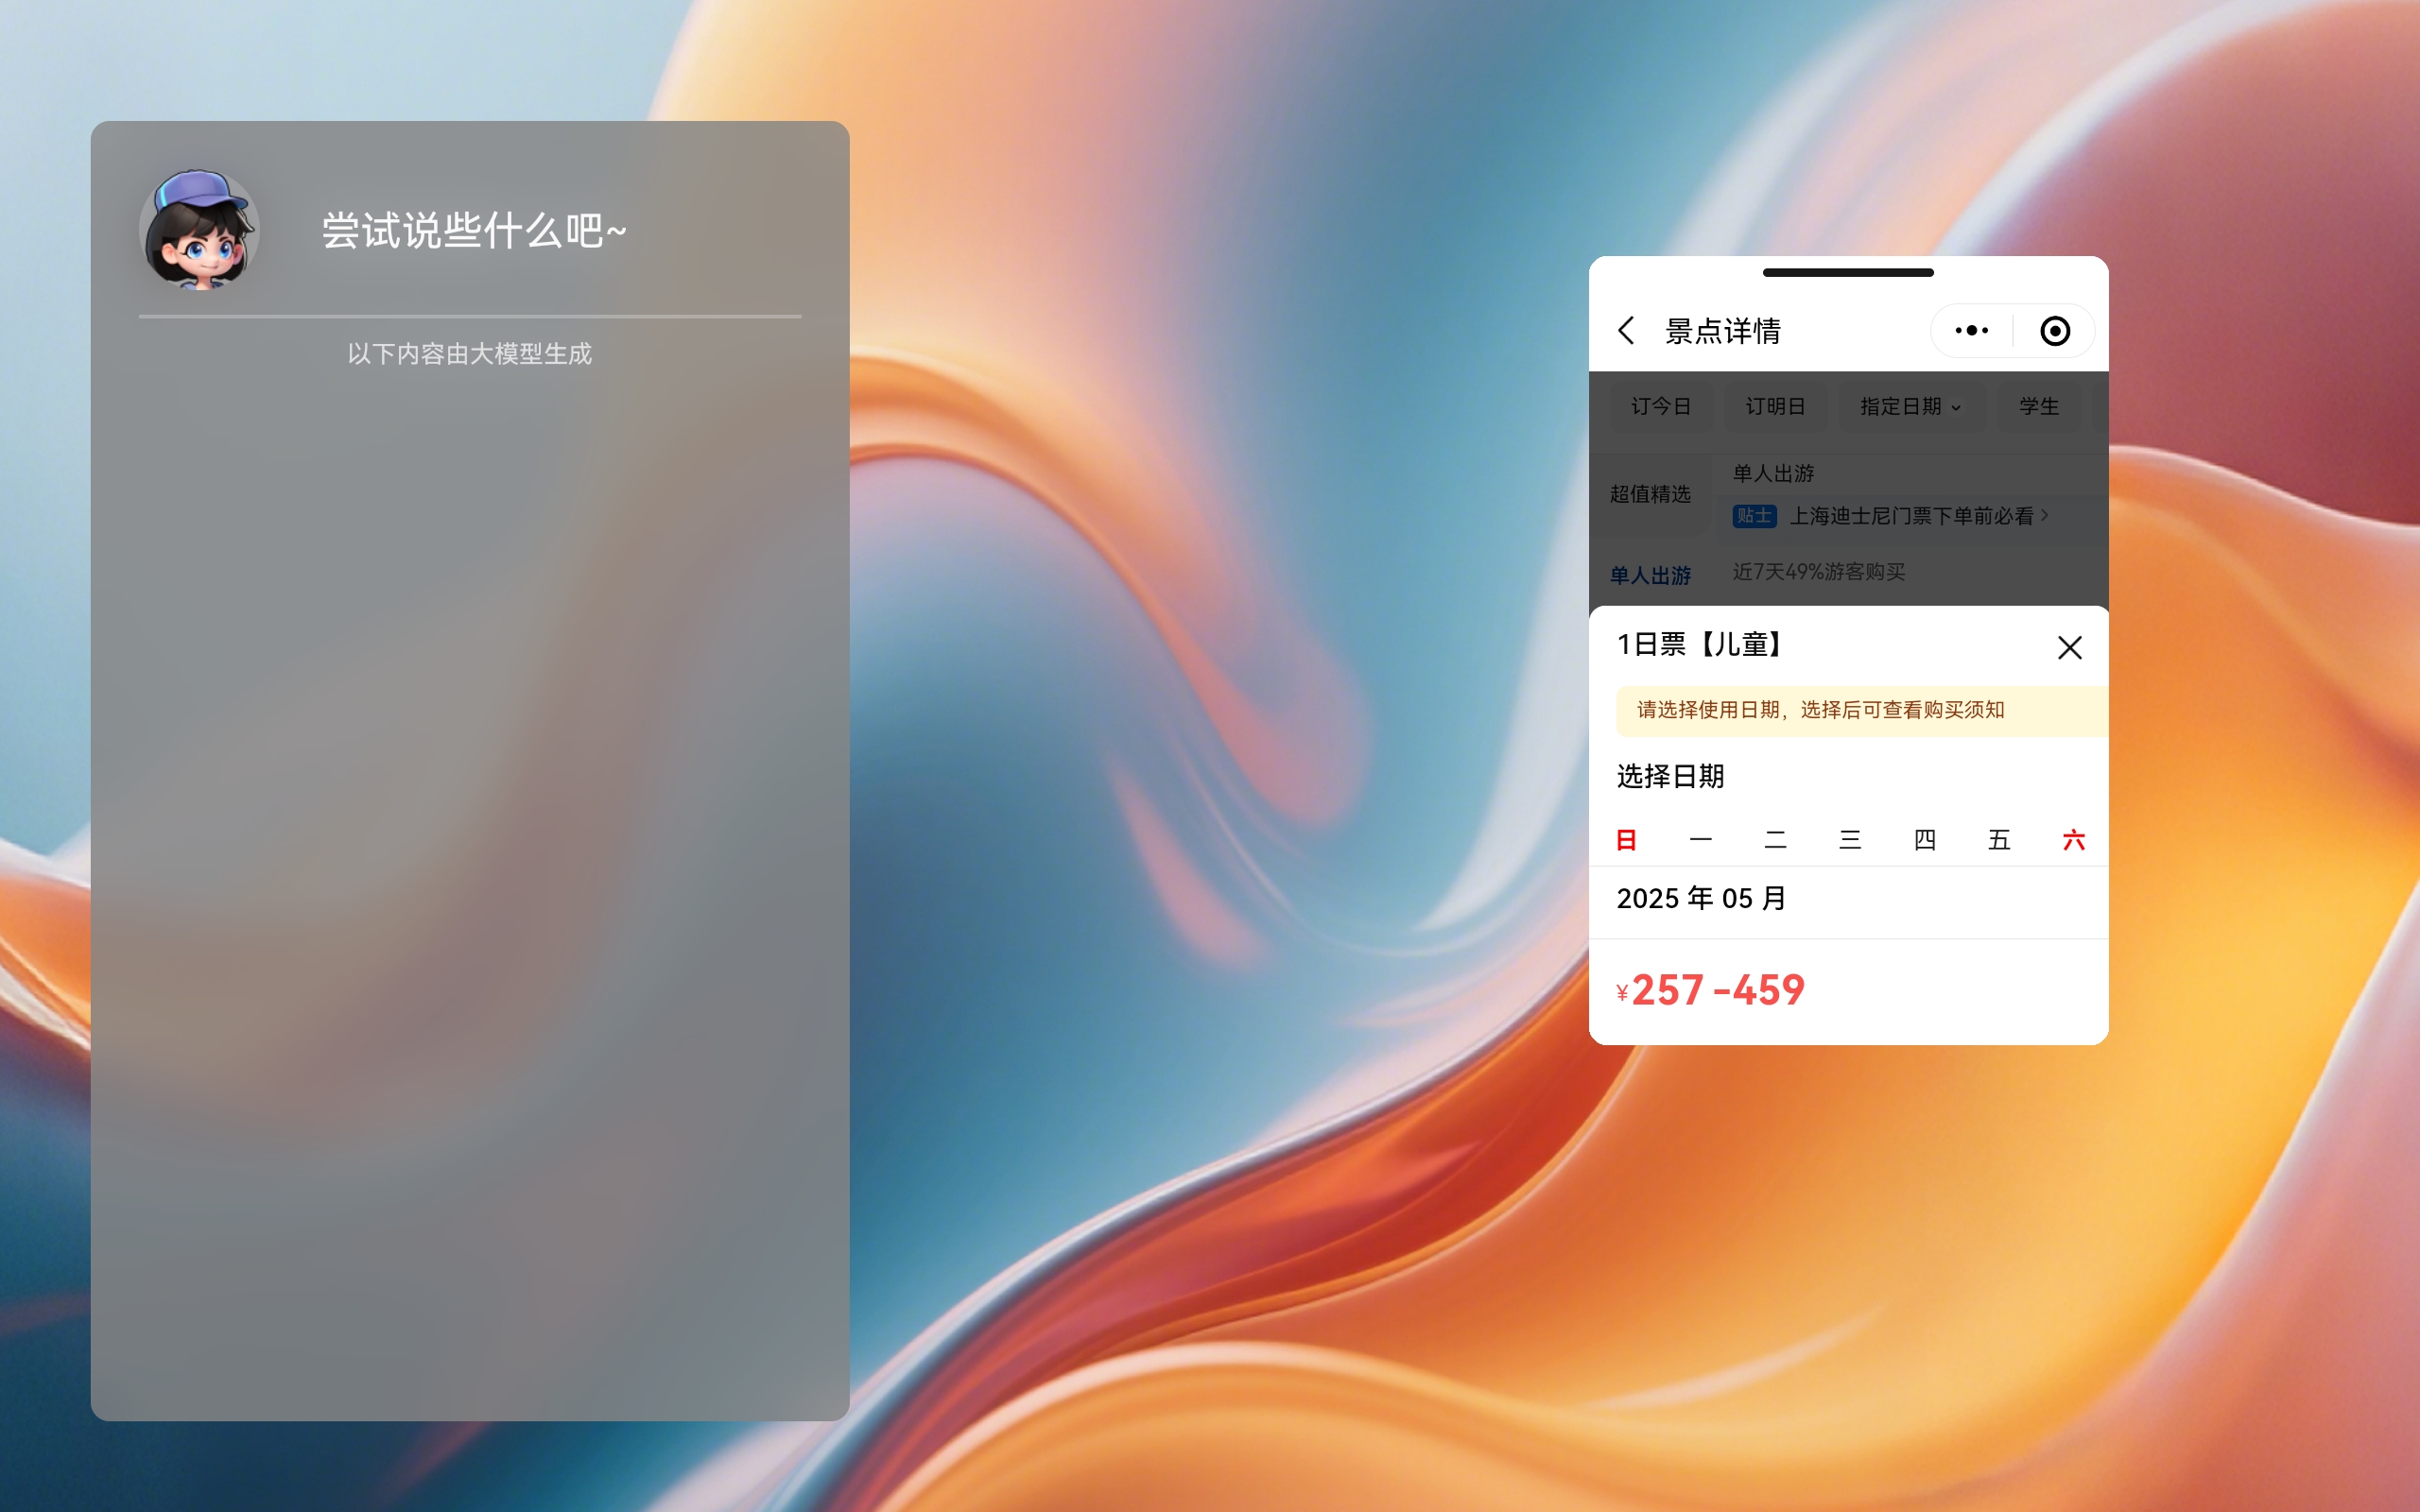 尝试说些什么吧~
以下内容由大模型生成
景点详情
订今日 订明日 指定日期 学生
超值精选
单人出游
贴士 上海迪士尼门票下单前必看
单人出游
近7天49%游客购买
1日票【儿童】
请选择使用日期，选择后可查看购买须知
选择日期
日 一 二 三 四 五 六
2025 年 05 月
¥257-459